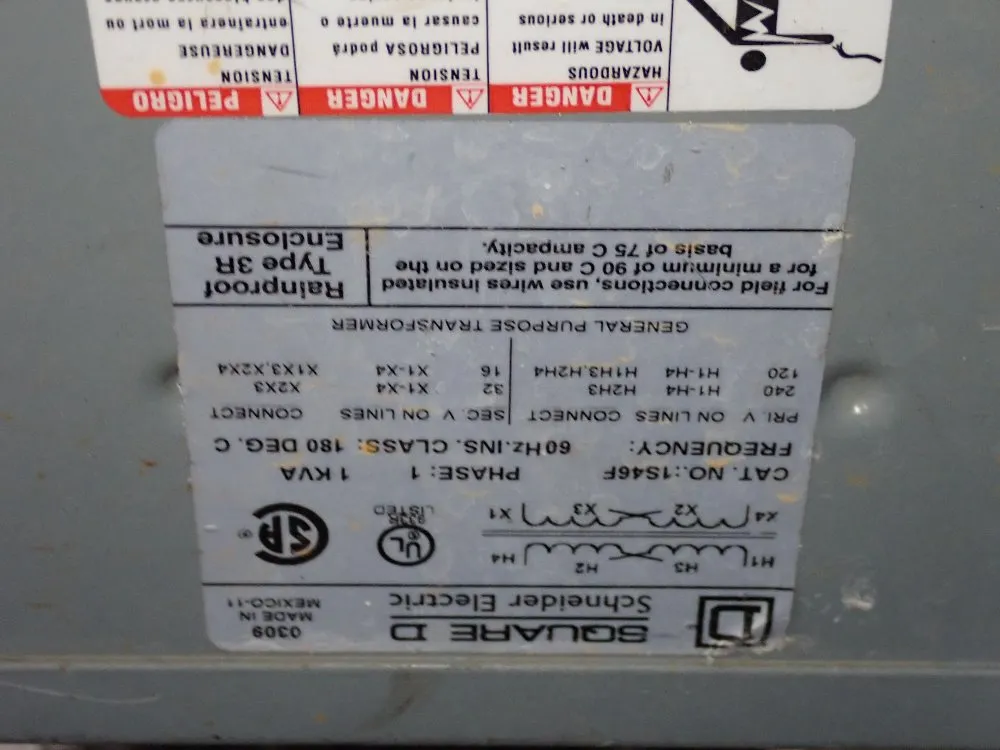 SQUARE D
Schneider Electric
0309
MADE IN
MEXICO-11
H1 H3 H2 H4
X4 X2 X3 X1
UL
LISTED
SA
CAT. NO.:1S46F PHASE: 1 1 KVA
FREQUENCY: 60Hz. INS. CLASS: 180 DEG. C
PRI. V ON LINES CONNECT SEC. V ON LINES CONNECT
240 H1-H4 H2H3 32 X1-X4 X2X3
120 H1-H4 H1H3,H2H4 16 X1-X4 X1X3,X2X4
GENERAL PURPOSE TRANSFORMER
For field connections, use wires insulated
for a minimum of 90 C and sized on the
basis of 75 C ampacity.
Rainproof
Type 3R
Enclosure
DANGER
HAZARDOUS
VOLTAGE will result
in death or serious
DANGER
TENSION
PELIGROSA podrá
causar la muerte o
PELIGRO
TENSION
DANGEREUSE
entraînera la mort ou